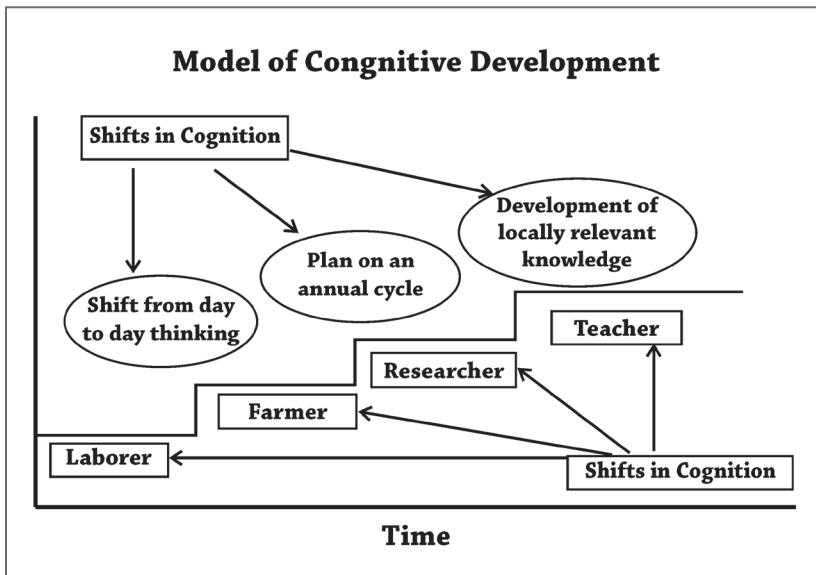 Model of Congnitive Development
Shifts in Cognition
Development of
locally relevant
knowledge
Plan on an
annual cycle
Shift from day
to day thinking
Teacher
Researcher
Farmer
Laborer
Shifts in Cognition
Time